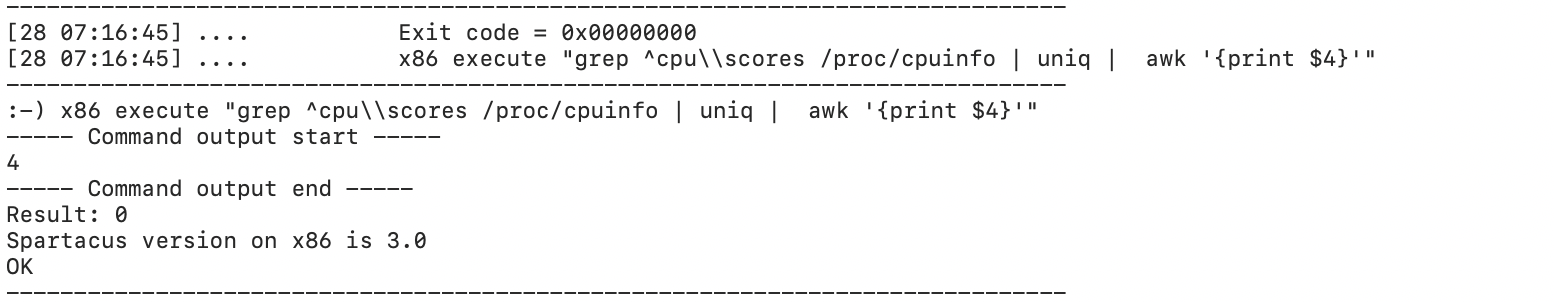 --------------------------------------------------------------------------------
[28 07:16:45] ....           Exit code = 0x00000000
[28 07:16:45] ....           x86 execute "grep ^cpu\\scores /proc/cpuinfo | uniq |  awk '{print $4}'"
--------------------------------------------------------------------------------
:-) x86 execute "grep ^cpu\\scores /proc/cpuinfo | uniq |  awk '{print $4}'"
----- Command output start -----
4
----- Command output end -----
Result: 0
Spartacus version on x86 is 3.0
OK
--------------------------------------------------------------------------------